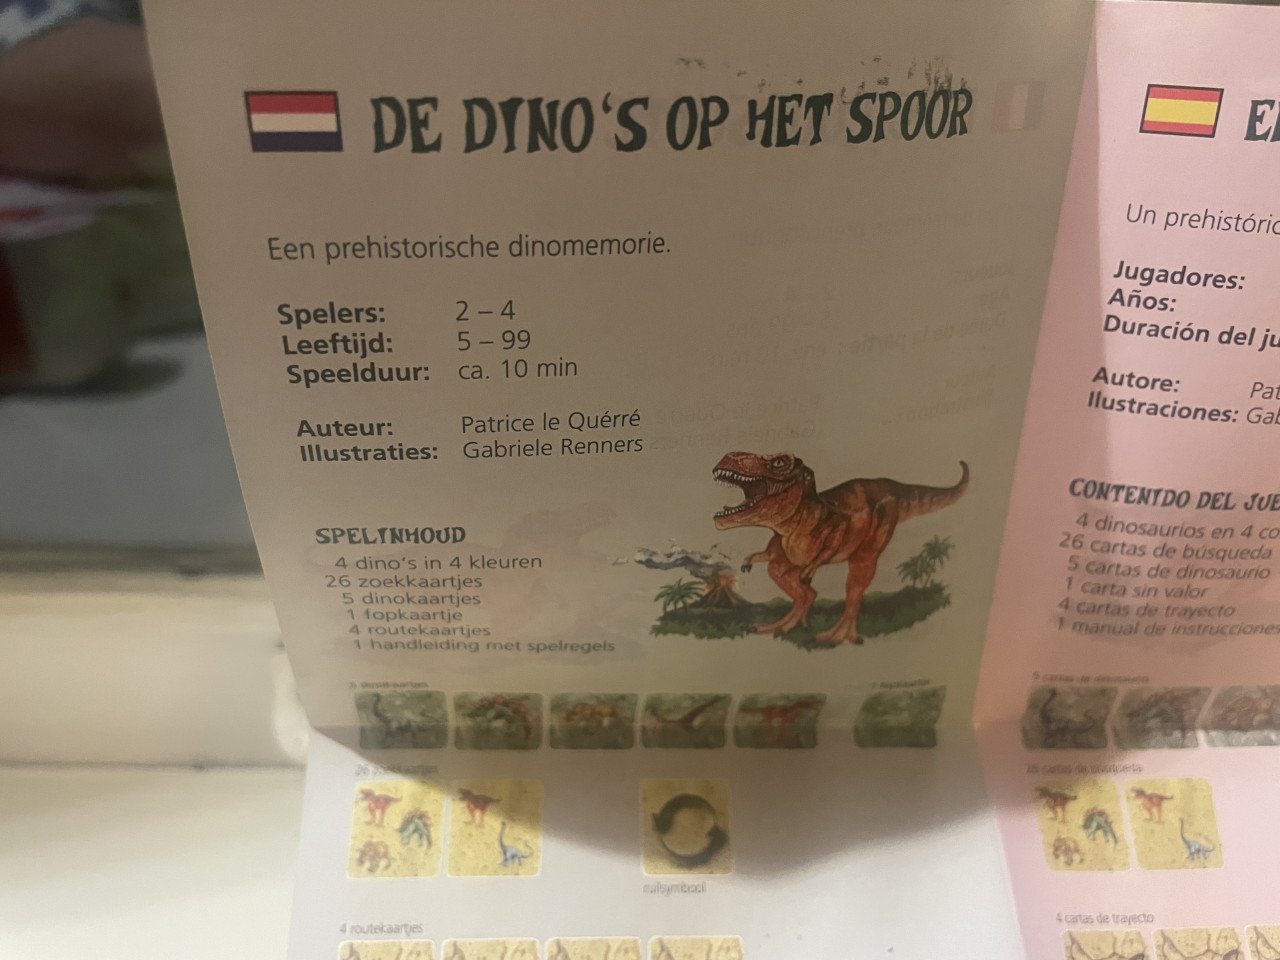 DE DINO'S OP HET SPOOR
Een prehistorische dinomemorie.
Spelers: 2 – 4
Leeftijd: 5 – 99
Speelduur: ca. 10 min
Auteur: Patrice le Quérré
Illustraties: Gabriele Renners
SPELINHOUD
4 dino's in 4 kleuren
26 zoekkaartjes
5 dinokaartjes
1 fopkaartje
4 routekaartjes
1 handleiding met spelregels
5 dinokaartjes
1 fopkaartje
26 zoekkaartjes
ruilsymbool
4 routekaartjes
Un prehistóric
Jugadores:
Años:
Duración del ju
Autore: Pat
Ilustraciones: Gab
CONTENIDO DEL JUE
4 dinosaurios en 4 co
26 cartas de búsqueda
5 cartas de dinosaurio
1 carta sin valor
4 cartas de trayecto
1 manual de instrucciones
5 cartas de dinosaurio
26 cartas de búsqueda
4 cartas de trayecto